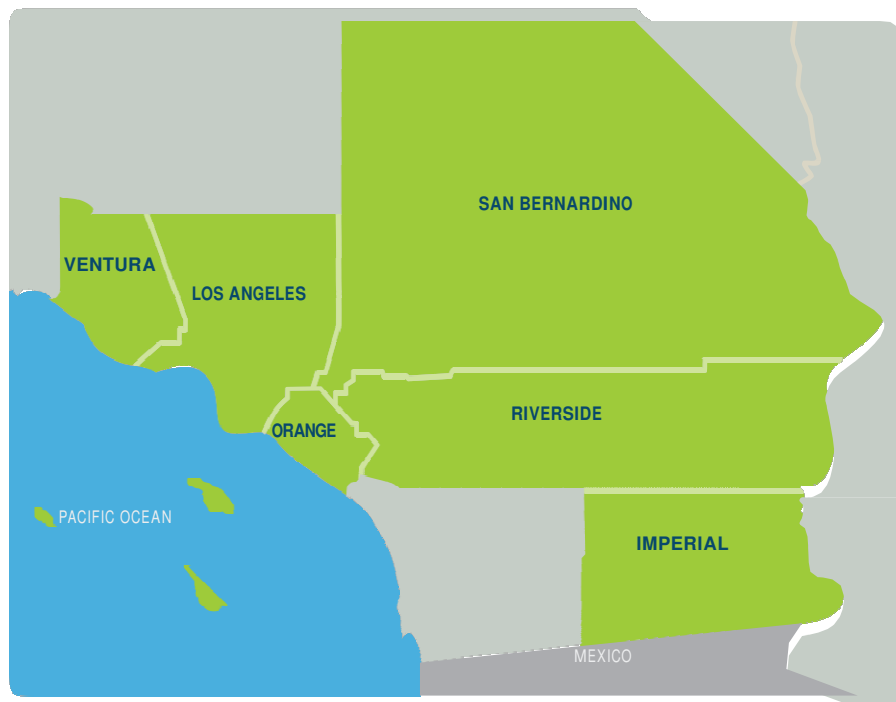 SAN BERNARDINO
VENTURA
LOS ANGELES
RIVERSIDE
ORANGE
PACIFIC OCEAN
IMPERIAL
MEXICO